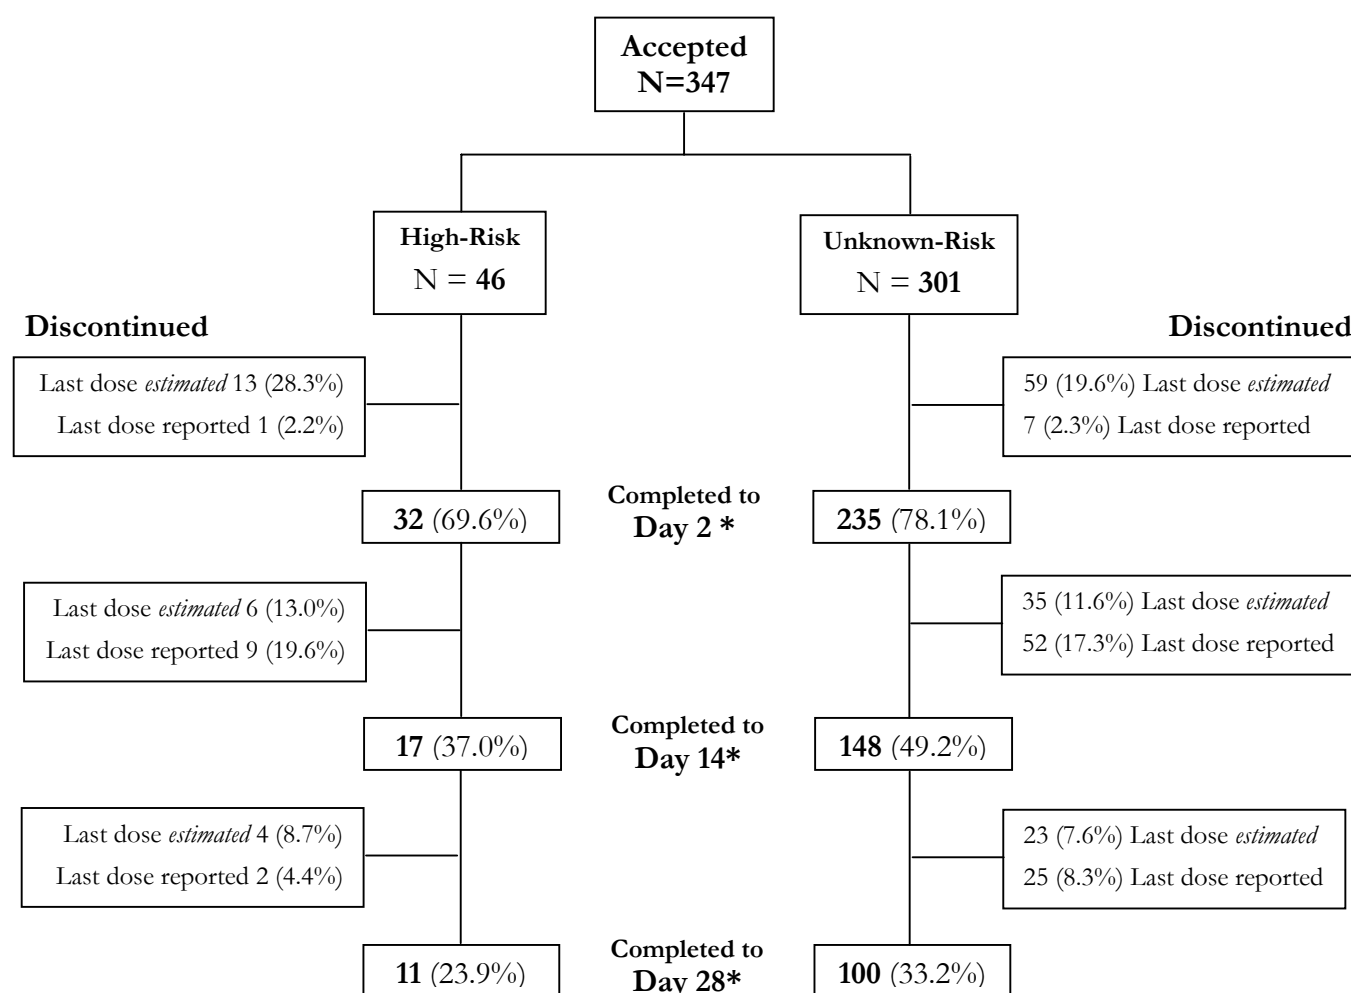 Accepted
N=347
High-Risk
N = 46
Unknown-Risk
N = 301
Discontinued
Discontinued
Last dose estimated 13 (28.3%)
Last dose reported 1 (2.2%)
59 (19.6%) Last dose estimated
7 (2.3%) Last dose reported
32 (69.6%)
Completed to
Day 2 *
235 (78.1%)
Last dose estimated 6 (13.0%)
Last dose reported 9 (19.6%)
35 (11.6%) Last dose estimated
52 (17.3%) Last dose reported
17 (37.0%)
Completed to
Day 14*
148 (49.2%)
Last dose estimated 4 (8.7%)
Last dose reported 2 (4.4%)
23 (7.6%) Last dose estimated
25 (8.3%) Last dose reported
11 (23.9%)
Completed to
Day 28*
100 (33.2%)